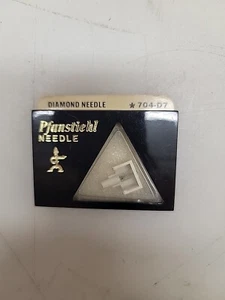 DIAMOND NEEDLE ★ 704-D7
Pfanstiehl
NEEDLE